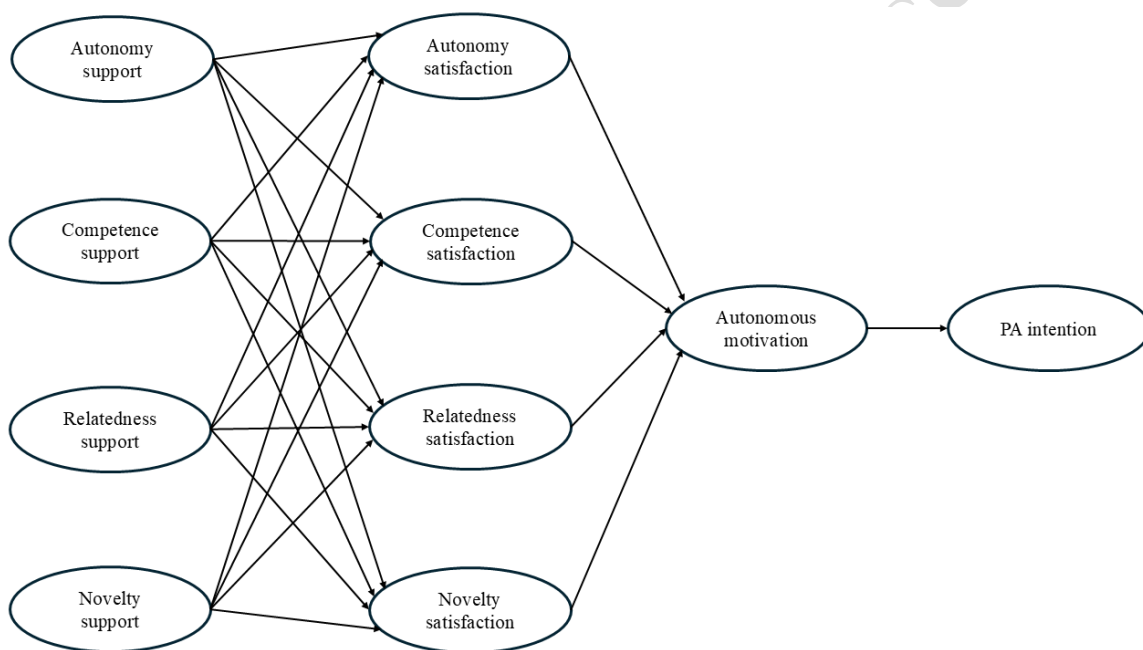 Autonomy
support
Autonomy
satisfaction
Competence
support
Competence
satisfaction
Autonomous
motivation
PA intention
Relatedness
support
Relatedness
satisfaction
Novelty
support
Novelty
satisfaction